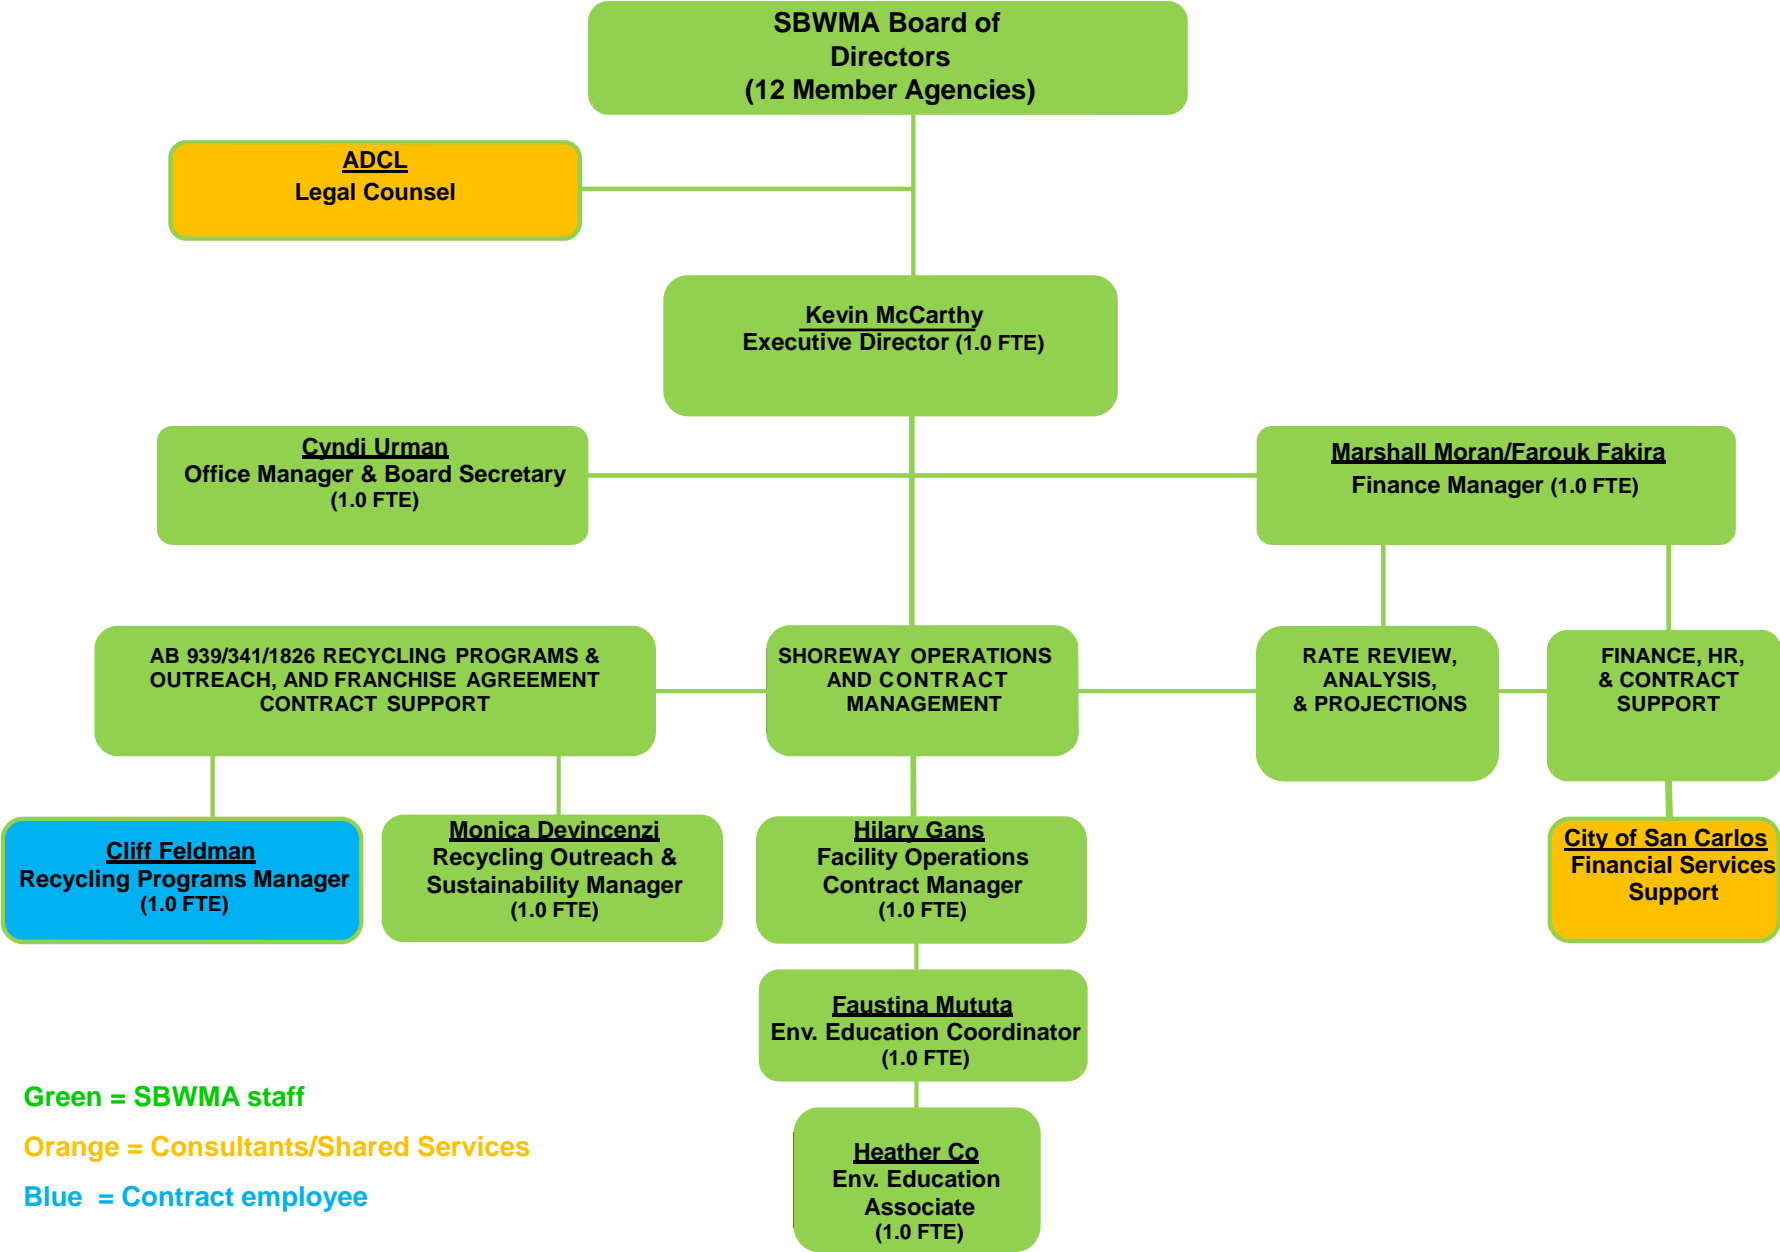 SBWMA Board of
Directors
(12 Member Agencies)
ADCL
Legal Counsel
Kevin McCarthy
Executive Director (1.0 FTE)
Cyndi Urman
Office Manager & Board Secretary
(1.0 FTE)
Marshall Moran/Farouk Fakira
Finance Manager (1.0 FTE)
AB 939/341/1826 RECYCLING PROGRAMS &
OUTREACH, AND FRANCHISE AGREEMENT
CONTRACT SUPPORT
SHOREWAY OPERATIONS
AND CONTRACT
MANAGEMENT
RATE REVIEW,
ANALYSIS,
& PROJECTIONS
FINANCE, HR,
& CONTRACT
SUPPORT
Cliff Feldman
Recycling Programs Manager
(1.0 FTE)
Monica Devincenzi
Recycling Outreach &
Sustainability Manager
(1.0 FTE)
Hilary Gans
Facility Operations
Contract Manager
(1.0 FTE)
City of San Carlos
Financial Services
Support
Faustina Mututa
Env. Education Coordinator
(1.0 FTE)
Heather Co
Env. Education
Associate
(1.0 FTE)
Green = SBWMA staff
Orange = Consultants/Shared Services
Blue = Contract employee